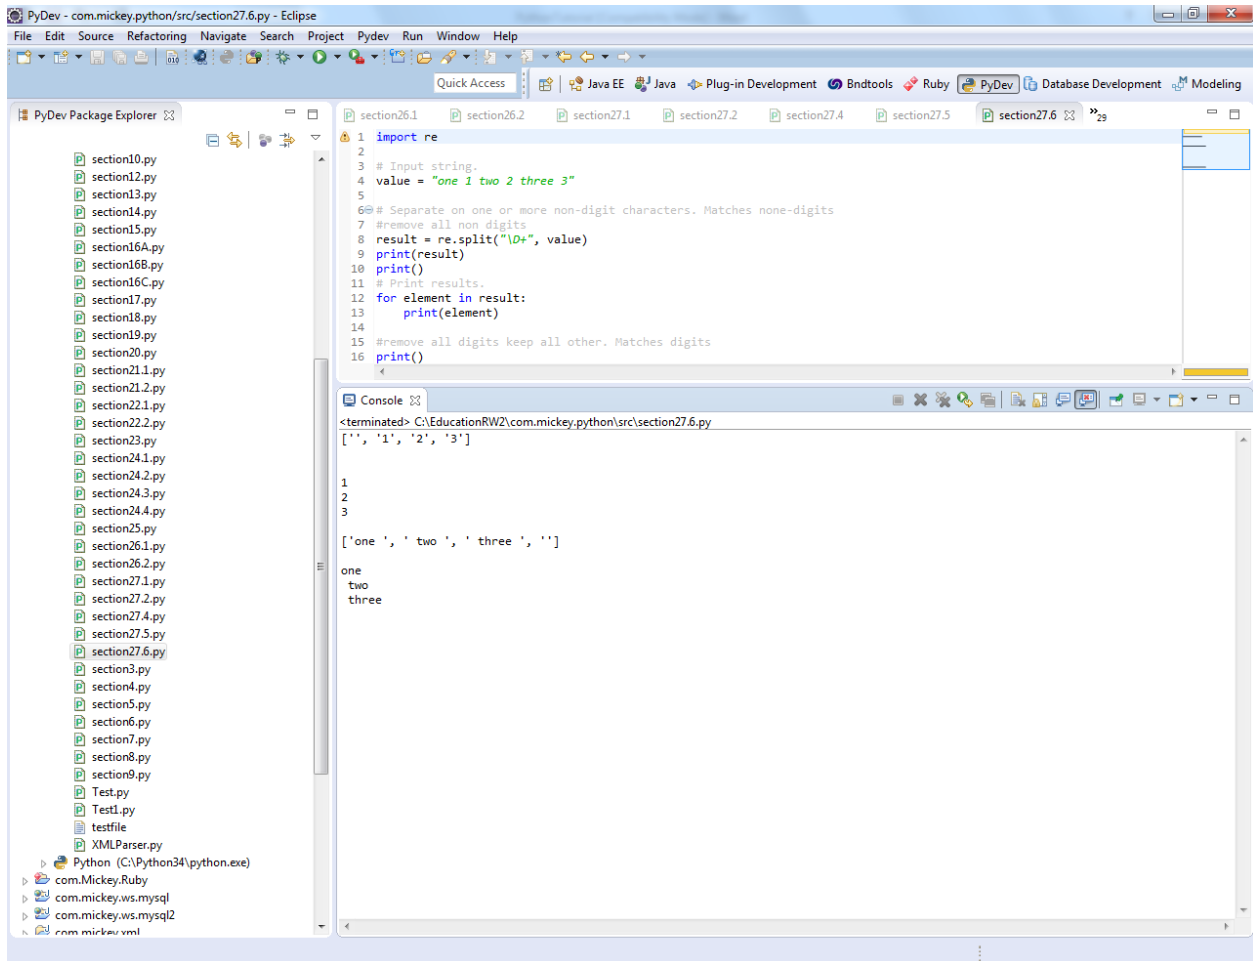 PyDev - com.mickey.python/src/section27.6.py - Eclipse
File Edit Source Refactoring Navigate Search Project Pydev Run Window Help
Quick Access Java EE Java Plug-in Development Bndtools Ruby PyDev Database Development Modeling
PyDev Package Explorer
section10.py
section12.py
section13.py
section14.py
section15.py
section16A.py
section16B.py
section16C.py
section17.py
section18.py
section19.py
section20.py
section21.1.py
section21.2.py
section22.1.py
section22.2.py
section23.py
section24.1.py
section24.2.py
section24.3.py
section24.4.py
section25.py
section26.1.py
section26.2.py
section27.1.py
section27.2.py
section27.4.py
section27.5.py
section27.6.py
section3.py
section4.py
section5.py
section6.py
section7.py
section8.py
section9.py
Test.py
Test1.py
testfile
XMLParser.py
Python (C:\Python34\python.exe)
com.Mickey.Ruby
com.mickey.ws.mysql
com.mickey.ws.mysql2
com.mickey.xml
section26.1 section26.2 section27.1 section27.2 section27.4 section27.5 section27.6 »29
1 import re
2
3 # Input string.
4 value = "one 1 two 2 three 3"
5
6 # Separate on one or more non-digit characters. Matches none-digits
7 #remove all non digits
8 result = re.split("\D+", value)
9 print(result)
10 print()
11 # Print results.
12 for element in result:
13     print(element)
14
15 #remove all digits keep all other. Matches digits
16 print()
Console
<terminated> C:\EducationRW2\com.mickey.python\src\section27.6.py
['', '1', '2', '3']
1
2
3
['one ', ' two ', ' three ', '']
one
 two
 three